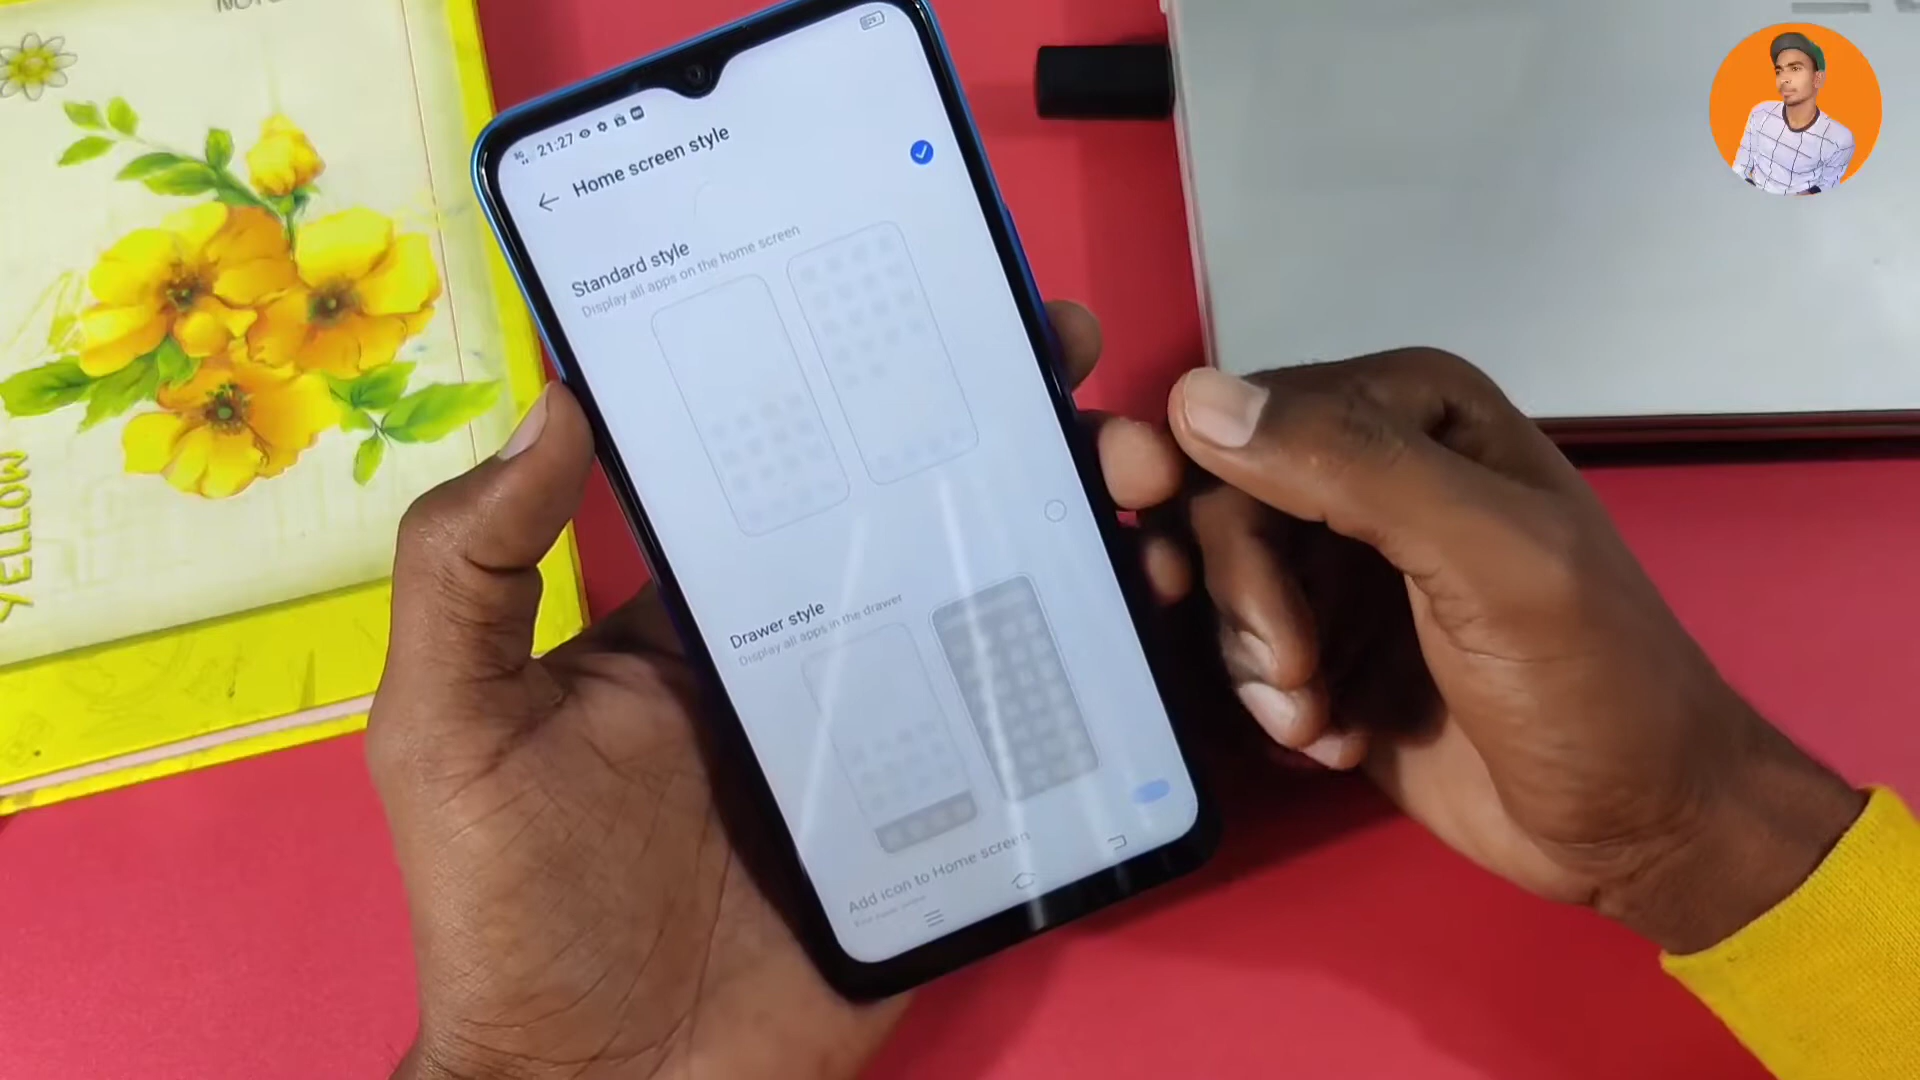 21:27
Home screen style
Standard style
Display all apps on the home screen
Drawer style
Display all apps in the drawer
Add icon to Home screen
YELLOW